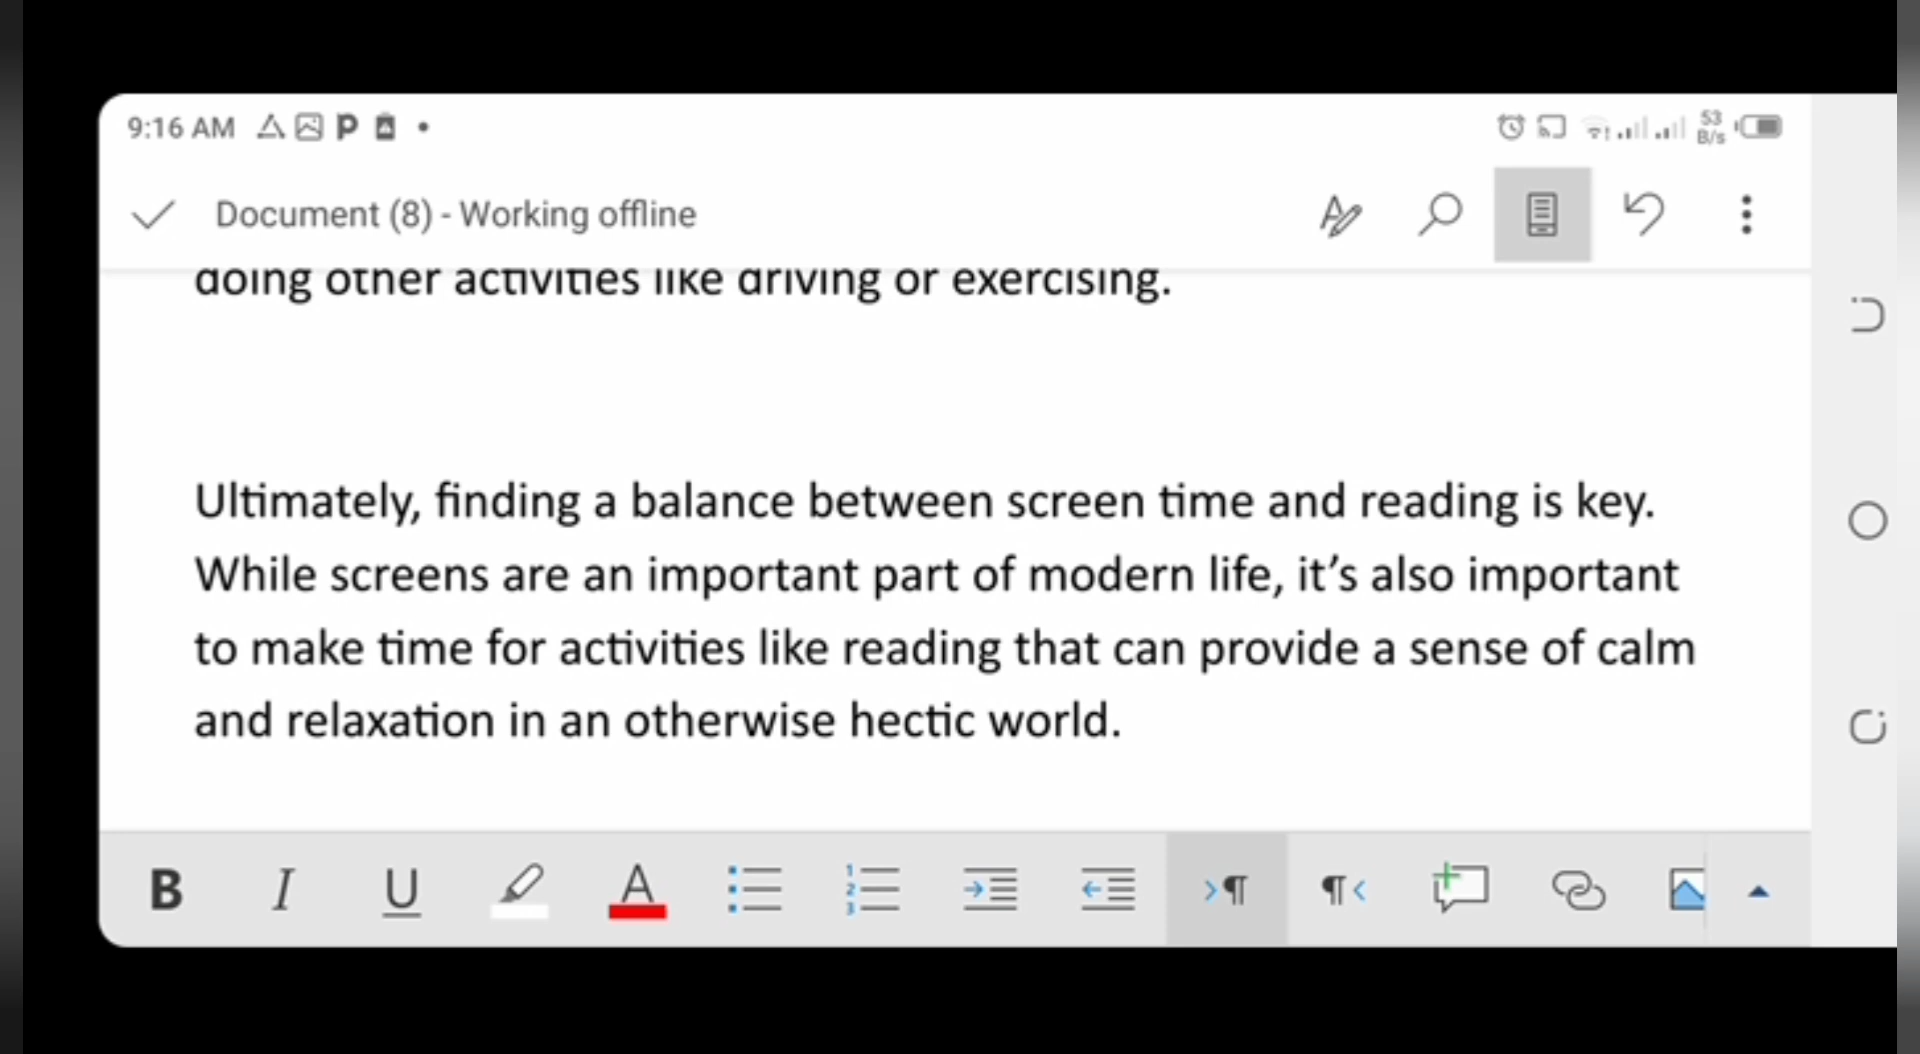 9:16 AM
53
B/s
Document (8) - Working offline
doing other activities like driving or exercising.
Ultimately, finding a balance between screen time and reading is key.
While screens are an important part of modern life, it’s also important
to make time for activities like reading that can provide a sense of calm
and relaxation in an otherwise hectic world.
B I U A